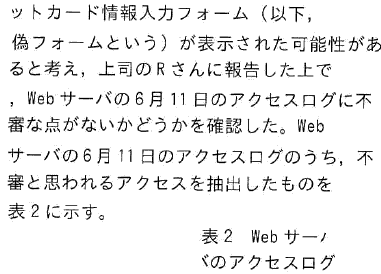 ットカード情報入力フォーム（以下，
偽フォームという）が表示された可能性があ
ると考え，上司のRさんに報告した上で
，Webサーバの6月11日のアクセスログに不
審な点がないかどうかを確認した。Web
サーバの6月11日のアクセスログのうち，不
審と思われるアクセスを抽出したものを
表2に示す。
表2 Webサーバ
のアクセスログ